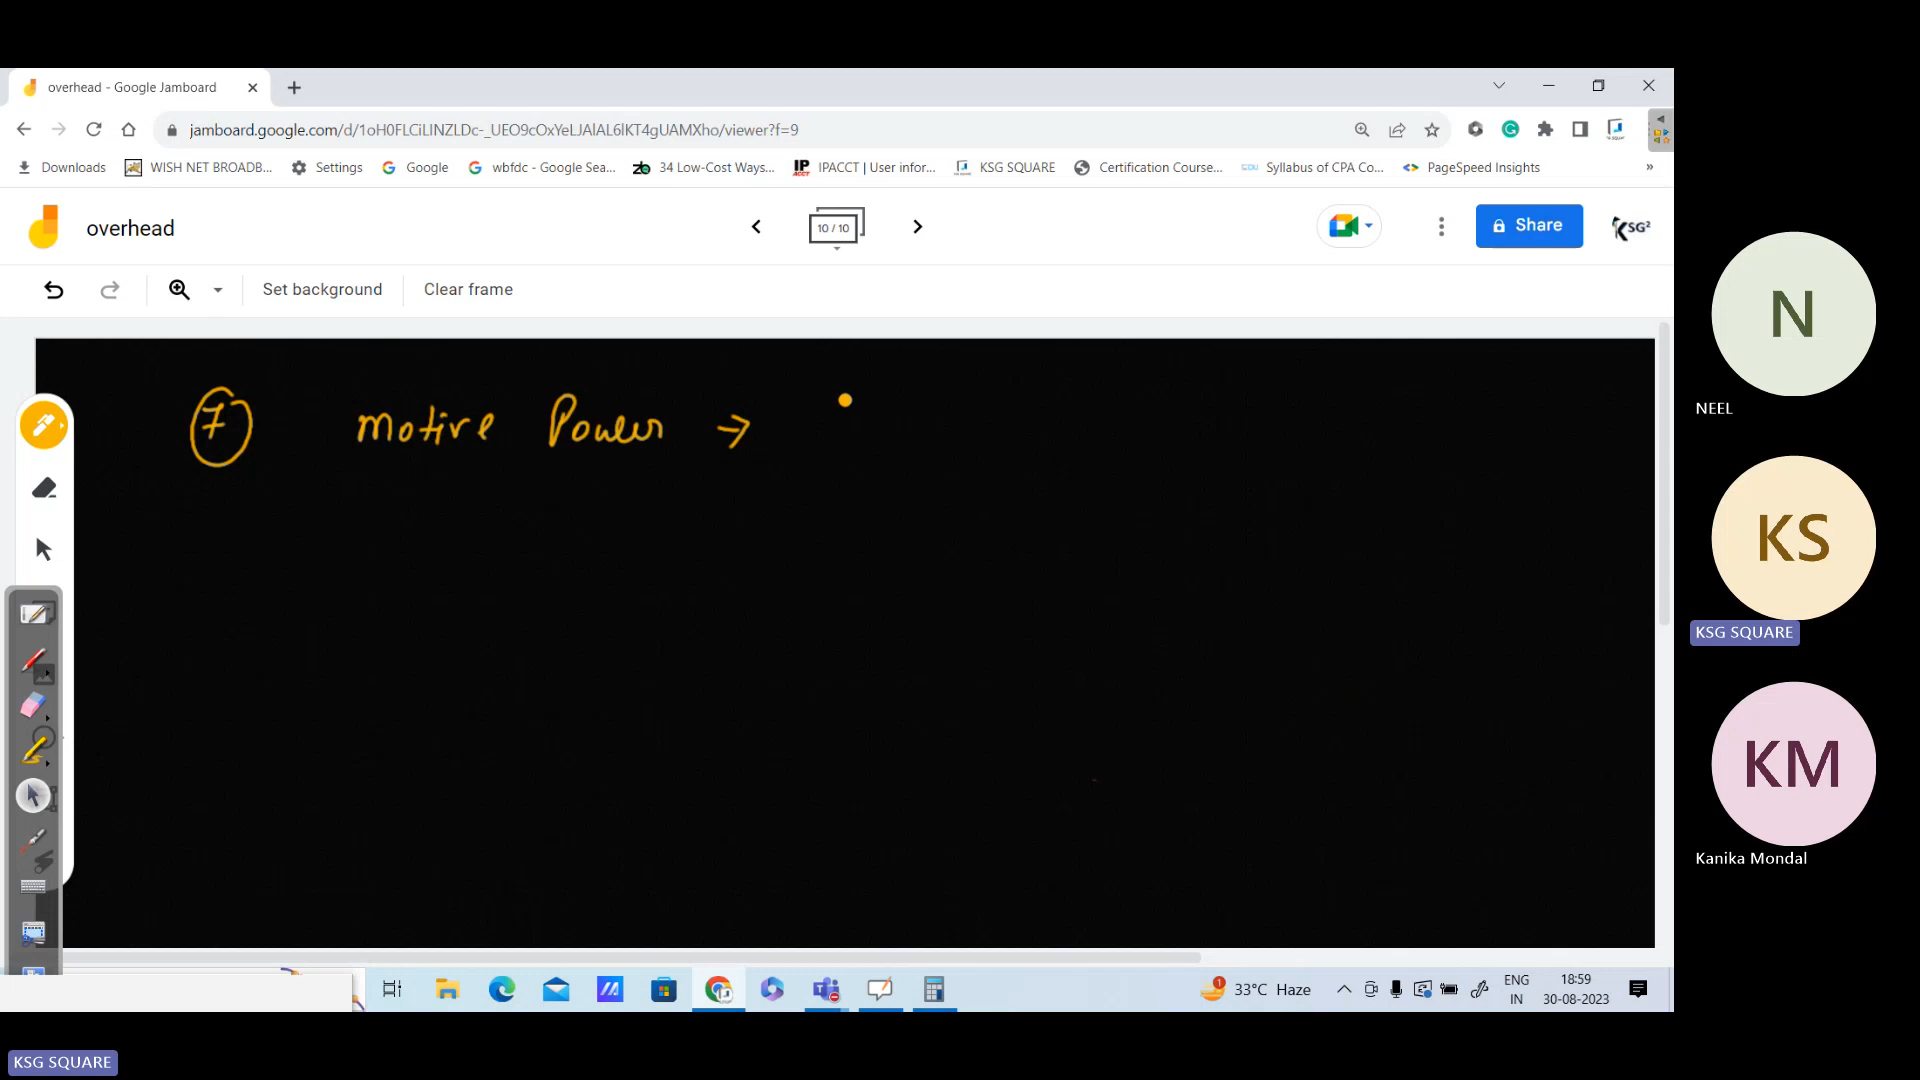 overhead - Google Jamboard
jamboard.google.com/d/1oH0FLCiLINZLDc-_UEO9cOxYeLJAlAL6lKT4gUAMXho/viewer?f=9
Downloads WISH NET BROADB... Settings Google wbfdc - Google Sea... 34 Low-Cost Ways... IPACCT | User infor... KSG SQUARE Certification Course... Syllabus of CPA Co... PageSpeed Insights »
overhead 10 / 10 Share KSG²
Set background Clear frame
7 Motive Power →
N
NEEL
KS
KSG SQUARE
KM
Kanika Mondal
1 33°C Haze ENG IN 18:59 30-08-2023
KSG SQUARE